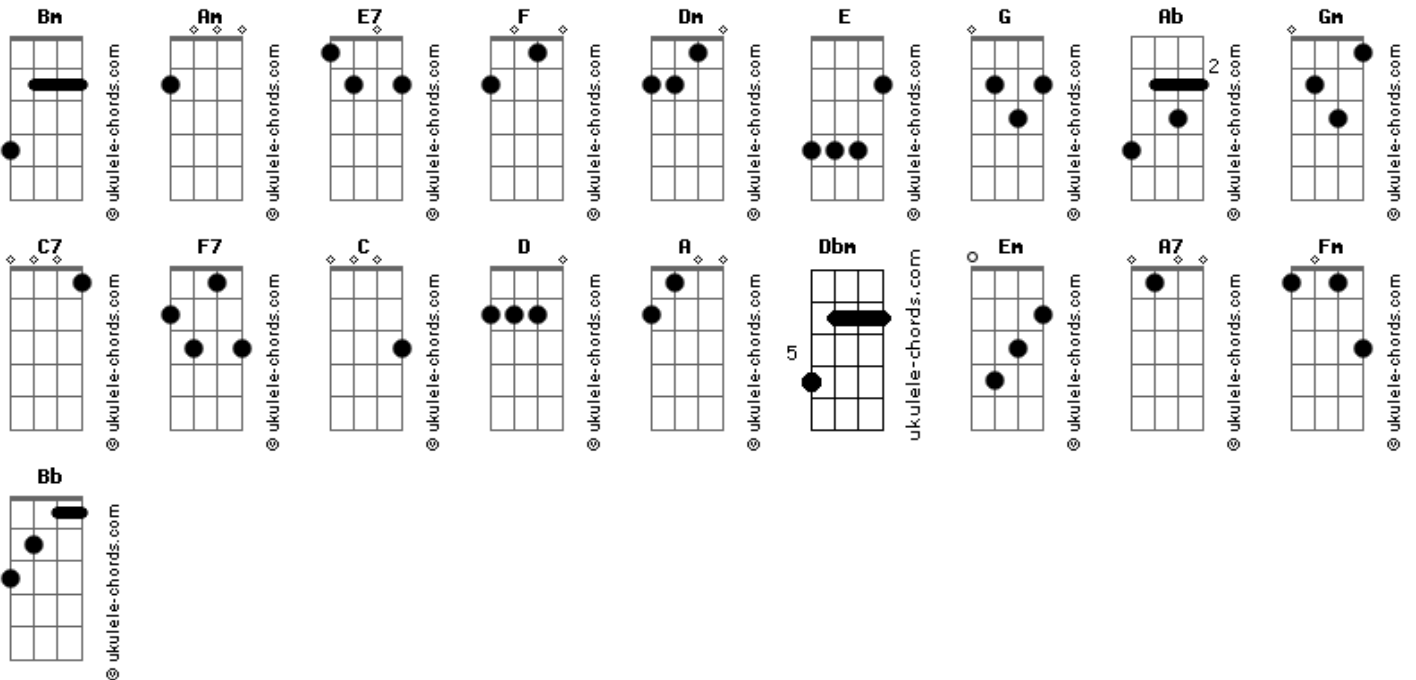 Bm Am E7 F Dm E G Ab Gm
2
© ukulele-chords.com © ukulele-chords.com © ukulele-chords.com © ukulele-chords.com © ukulele-chords.com © ukulele-chords.com © ukulele-chords.com © ukulele-chords.com © ukulele-chords.com
C7 F7 C D A Dbm Em A7 Fm
5
© ukulele-chords.com © ukulele-chords.com © ukulele-chords.com © ukulele-chords.com © ukulele-chords.com ukulele-chords.com © ukulele-chords.com © ukulele-chords.com © ukulele-chords.com
Bb
© ukulele-chords.com